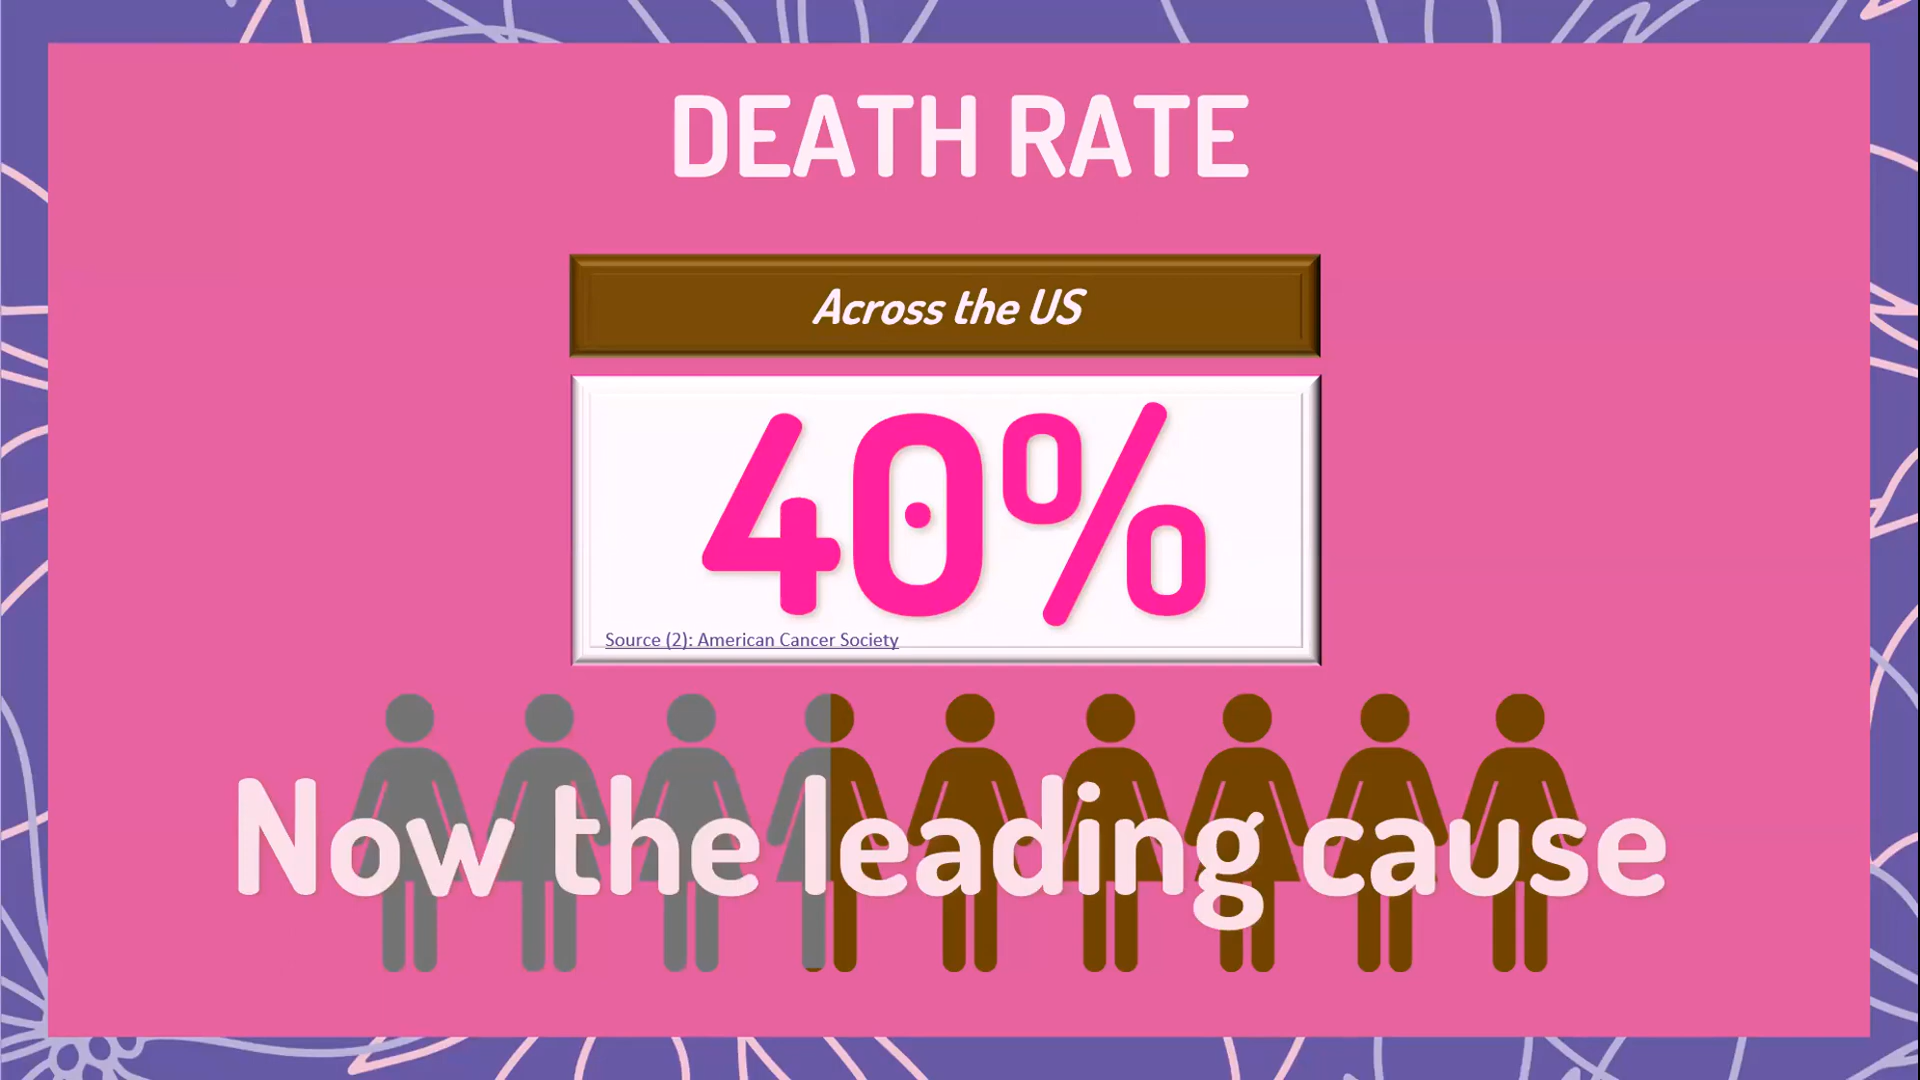 DEATH RATE
Across the US
40%
Source (2): American Cancer Society
Now the leading cause